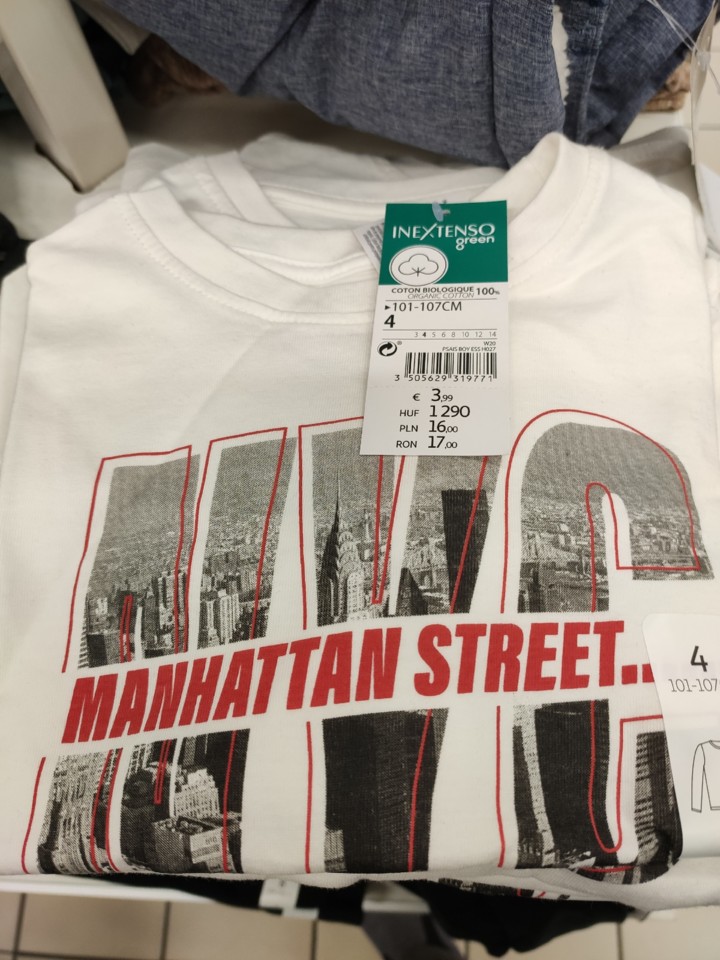 INEXTENSO
green
COTON BIOLOGIQUE 100%
ORGANIC COTTON
▸101-107CM
4
3 4 5 6 8 10 12 14
W20
PSAIS BOY ESS H027
3 505629 319771
€ 3,99
HUF 1 290
PLN 16,00
RON 17,00
NYC
MANHATTAN STREET..
4
101-107